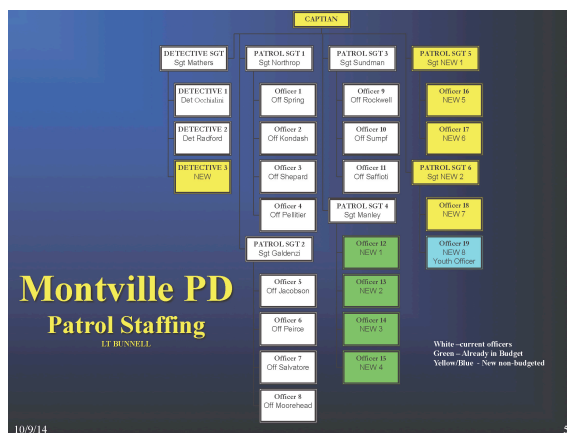 CAPTIAN
DETECTIVE SGT
Sgt Mathers
DETECTIVE 1
Det Occhialini
DETECTIVE 2
Det Radford
DETECTIVE 3
NEW
PATROL SGT 1
Sgt Northrop
Officer 1
Off Spring
Officer 2
Off Kondash
Officer 3
Off Shepard
Officer 4
Off Pellitier
PATROL SGT 2
Sgt Galdenzi
Officer 5
Off Jacobson
Officer 6
Off Peirce
Officer 7
Off Salvatore
Officer 8
Off Moorehead
PATROL SGT 3
Sgt Sundman
Officer 9
Off Rockwell
Officer 10
Off Sumpf
Officer 11
Off Saffioti
PATROL SGT 4
Sgt Manley
Officer 12
NEW 1
Officer 13
NEW 2
Officer 14
NEW 3
Officer 15
NEW 4
PATROL SGT 5
Sgt NEW 1
Officer 16
NEW 5
Officer 17
NEW 6
PATROL SGT 6
Sgt NEW 2
Officer 18
NEW 7
Officer 19
NEW 8
Youth Officer
Montville PD
Patrol Staffing
LT BUNNELL
White –current officers
Green – Already in Budget
Yellow/Blue - New non-budgeted
10/9/14
5